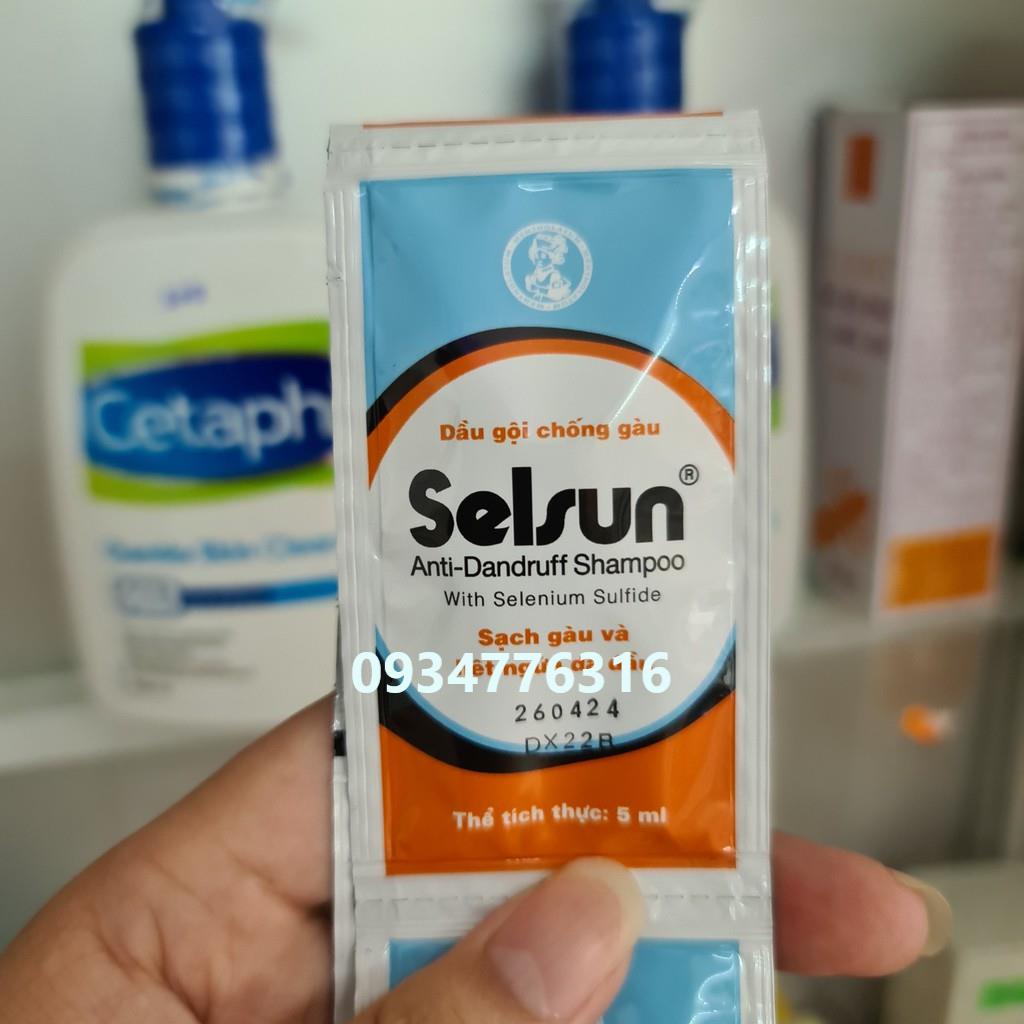 Dầu gội chống gàu
Selsun®
Anti-Dandruff Shampoo
With Selenium Sulfide
Sạch gàu và
0934776316
260424
DX22B
Thể tích thực: 5 ml
Cetaph